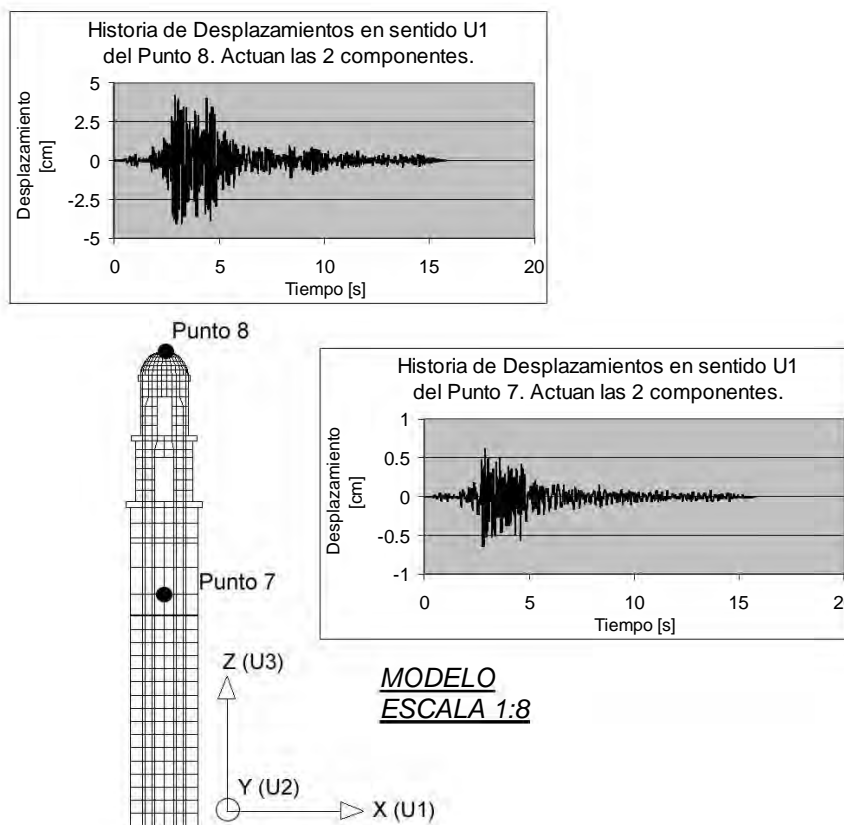 Historia de Desplazamientos en sentido U1
del Punto 8. Actuan las 2 componentes.
Desplazamiento
[cm]
5
2.5
0
-2.5
-5
0 5 10 15 20
Tiempo [s]
Punto 8
Historia de Desplazamientos en sentido U1
del Punto 7. Actuan las 2 componentes.
Desplazamiento
[cm]
1
0.5
0
-0.5
-1
0 5 10 15 20
Tiempo [s]
Punto 7
Z (U3)
Y (U2)
X (U1)
MODELO
ESCALA 1:8